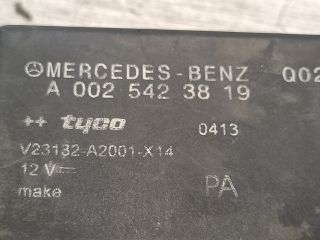 MERCEDES-BENZ Q02
A 002 542 38 19
++ tyco 0413
V23132-A2001-X14
12 V
make PA